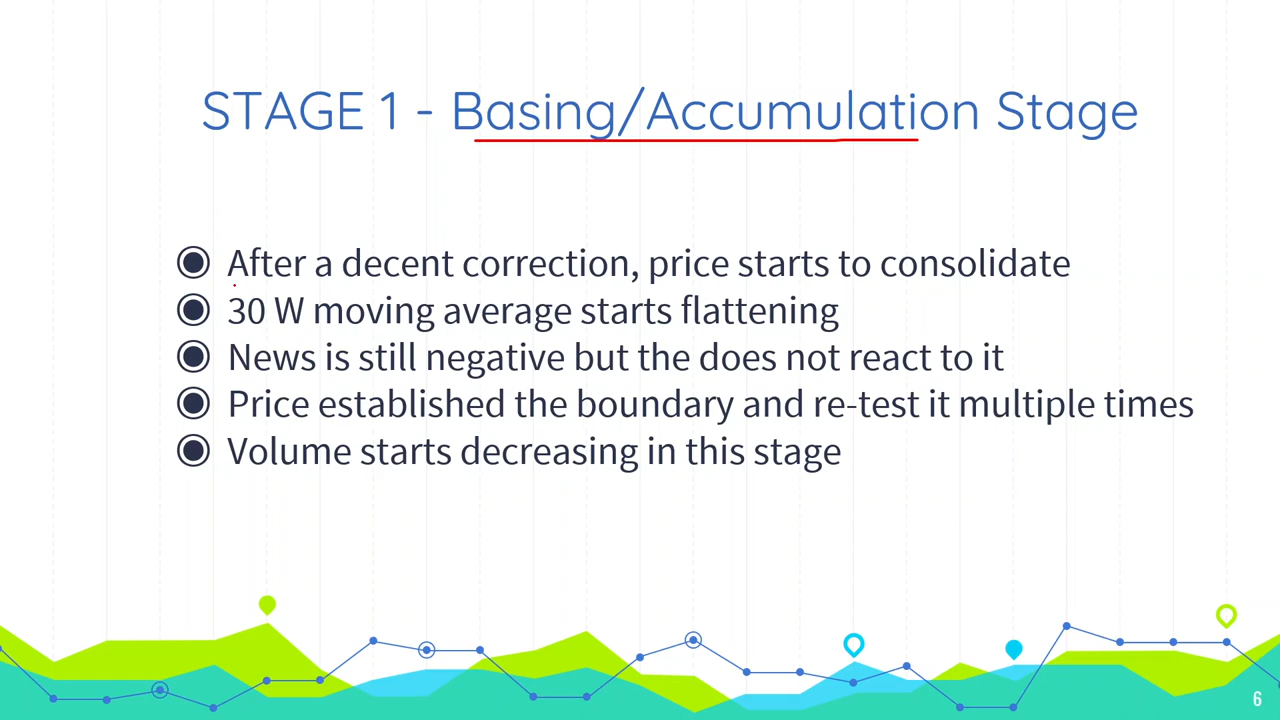 STAGE 1 - Basing/Accumulation Stage
After a decent correction, price starts to consolidate
30 W moving average starts flattening
News is still negative but the does not react to it
Price established the boundary and re-test it multiple times
Volume starts decreasing in this stage
6